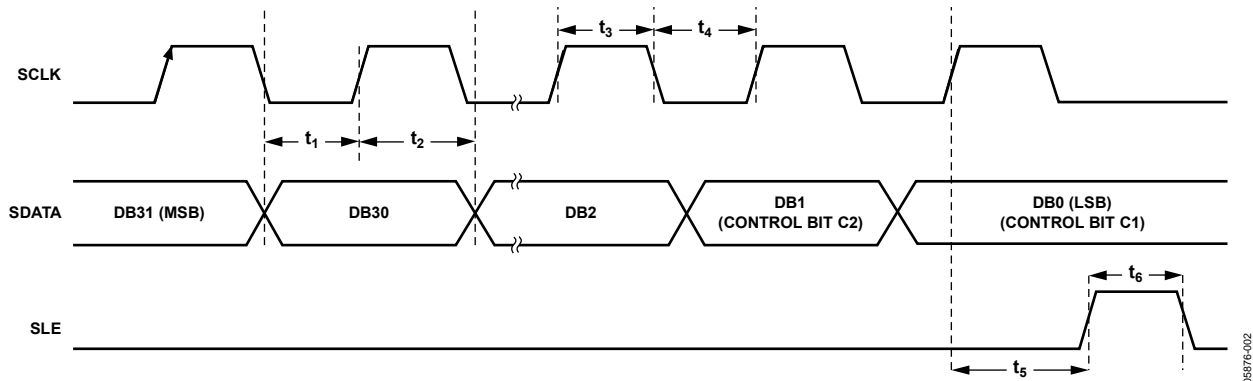 t3
t4
SCLK
t1
t2
SDATA
DB31 (MSB)
DB30
DB2
DB1
(CONTROL BIT C2)
DB0 (LSB)
(CONTROL BIT C1)
t6
SLE
t5
05876-002